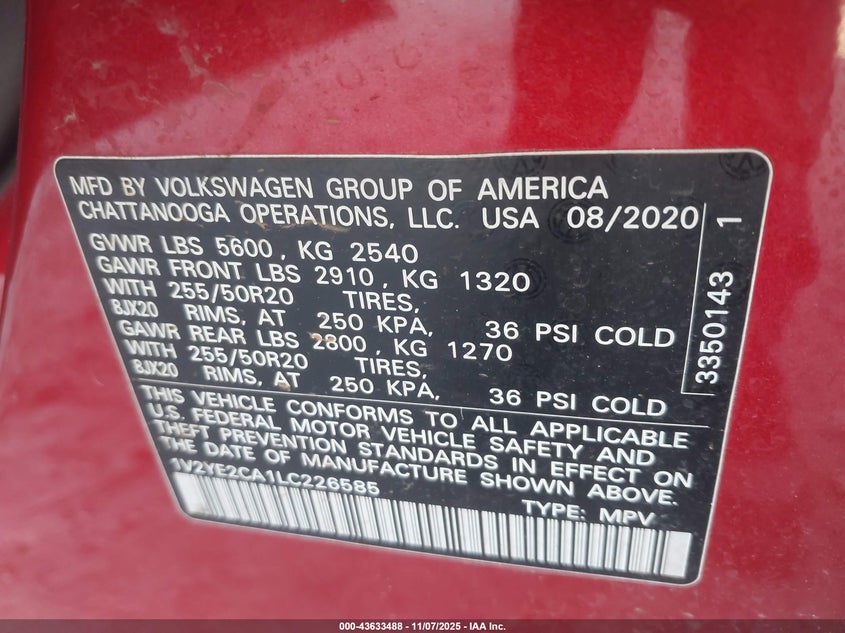 MFD BY VOLKSWAGEN GROUP OF AMERICA
CHATTANOOGA OPERATIONS, LLC. USA 08/2020
GVWR LBS 5600, KG 2540
GAWR FRONT LBS 2910, KG 1320
WITH 255/50R20 TIRES,
BJX20 RIMS, AT 250 KPA, 36 PSI COLD
GAWR REAR LBS 2800, KG 1270
WITH 255/50R20 TIRES,
BJX20 RIMS, AT 250 KPA, 36 PSI COLD
3350143 1
THIS VEHICLE CONFORMS TO ALL APPLICABLE
U.S. FEDERAL MOTOR VEHICLE SAFETY AND
THEFT PREVENTION STANDARDS IN EFFECT ON
THE DATE OF MANUFACTURE SHOWN ABOVE.
1V2YE2CA1LC226585
TYPE: MPV
000-43633488 - 11/07/2025 - IAA Inc.